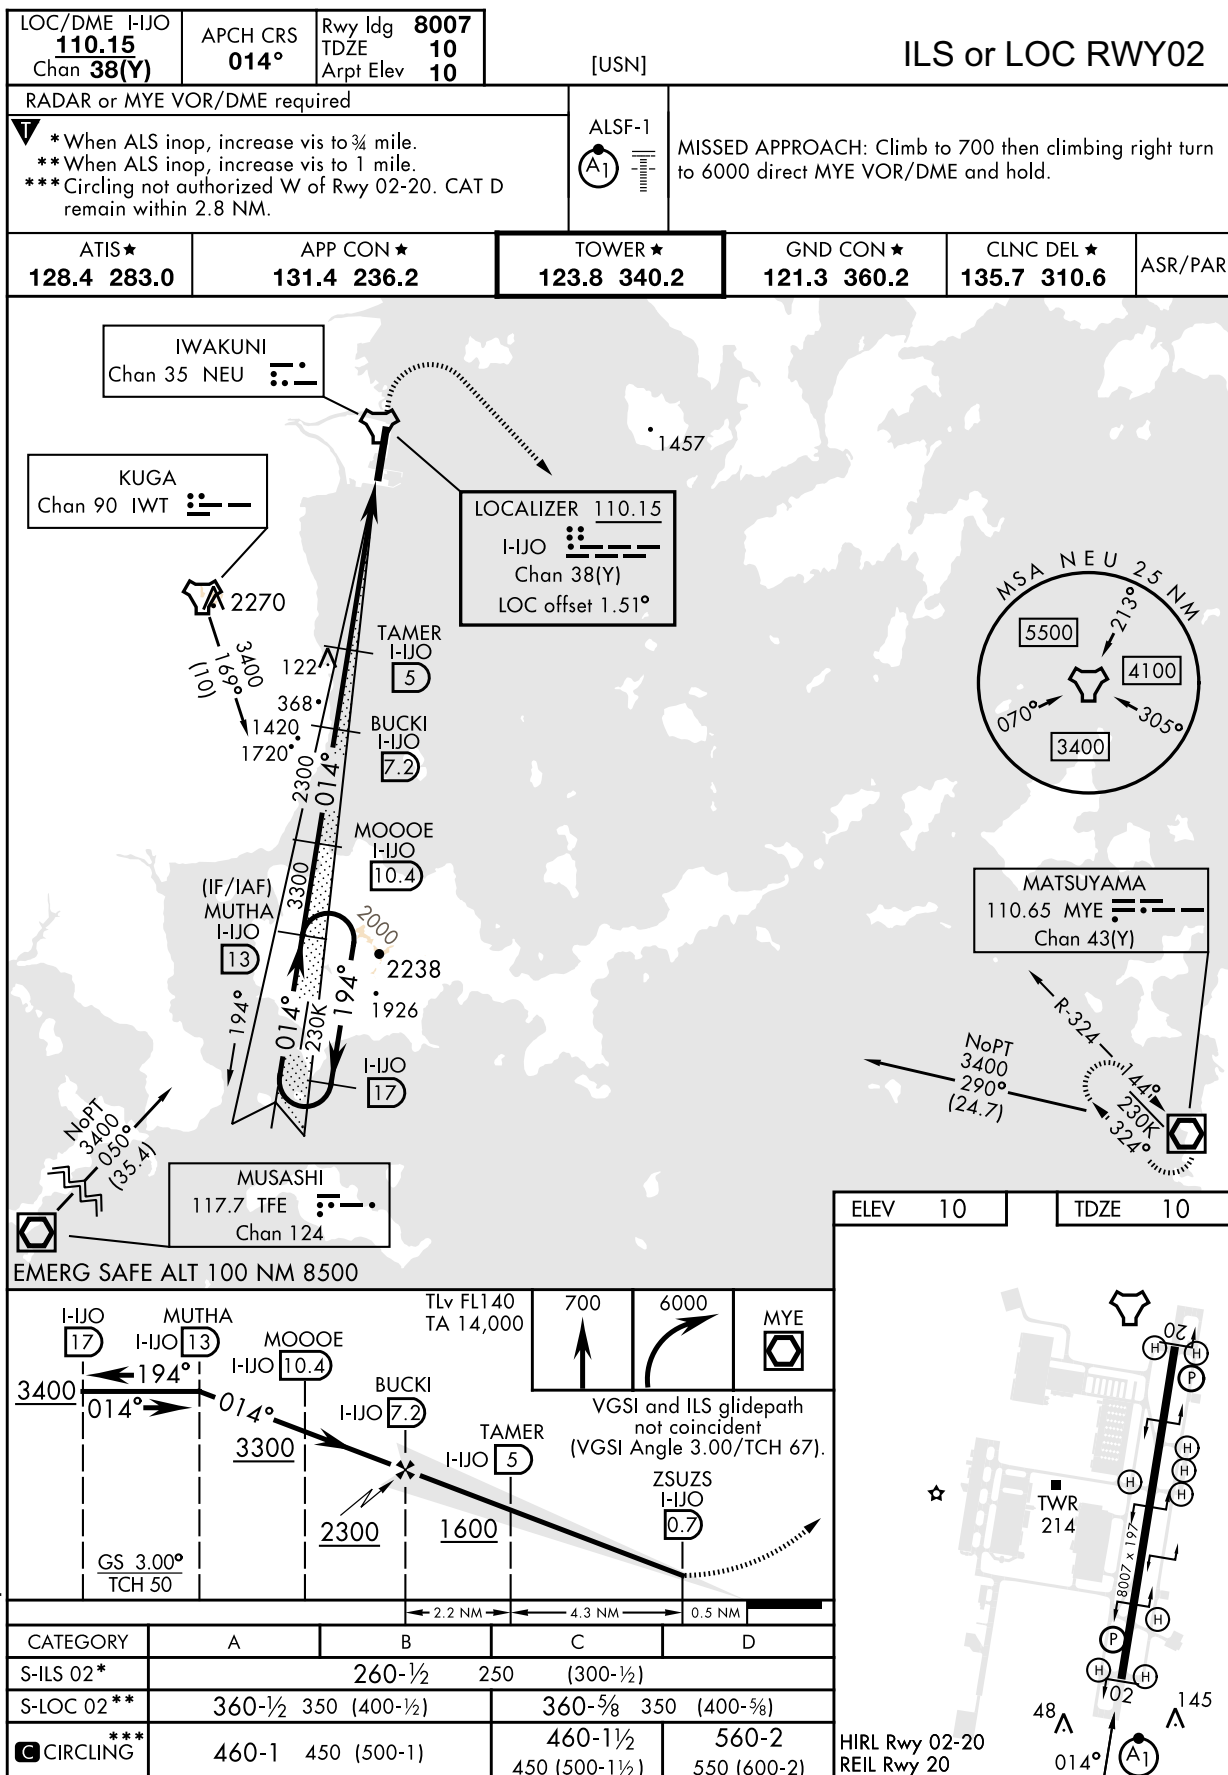 LOC/DME I-IJO
110.15
Chan 38(Y)
APCH CRS
014°
Rwy ldg 8007
TDZE 10
Arpt Elev 10
[USN]
ILS or LOC RWY02
RADAR or MYE VOR/DME required
T
* When ALS inop, increase vis to ¾ mile.
** When ALS inop, increase vis to 1 mile.
*** Circling not authorized W of Rwy 02-20. CAT D
remain within 2.8 NM.
ALSF-1
A1
MISSED APPROACH: Climb to 700 then climbing right turn
to 6000 direct MYE VOR/DME and hold.
ATIS★
128.4 283.0
APP CON★
131.4 236.2
TOWER★
123.8 340.2
GND CON★
121.3 360.2
CLNC DEL★
135.7 310.6
ASR/PAR
IWAKUNI
Chan 35 NEU
1457
KUGA
Chan 90 IWT
LOCALIZER 110.15
I-IJO
Chan 38(Y)
LOC offset 1.51°
2270
3400
169°
(10)
TAMER
I-IJO
5
122
368
1420
1720
BUCKI
I-IJO
7.2
2300
014°
MOOOE
I-IJO
10.4
3300
(IF/IAF)
MUTHA
I-IJO
13
2000
2238
1926
194°
014°
230K
194°
I-IJO
17
MSA NEU 25 NM
213°
5500
4100
070°
305°
3400
MATSUYAMA
110.65 MYE
Chan 43(Y)
R-324
NoPT
3400
290°
(24.7)
144°
230K
324°
NoPT
3400
050°
(35.4)
MUSASHI
117.7 TFE
Chan 124
EMERG SAFE ALT 100 NM 8500
ELEV 10
TDZE 10
I-IJO
17
MUTHA
I-IJO 13
MOOOE
I-IJO 10.4
TLv FL140
TA 14,000
700
6000
MYE
194°
3400
014°
014°
3300
BUCKI
I-IJO 7.2
TAMER
I-IJO 5
VGSI and ILS glidepath
not coincident
(VGSI Angle 3.00/TCH 67).
ZSUZS
I-IJO
0.7
2300
1600
GS 3.00°
TCH 50
2.2 NM
4.3 NM
0.5 NM
CATEGORY A B C D
S-ILS 02* 260-½ 250 (300-½)
S-LOC 02** 360-½ 350 (400-½) 360-⅝ 350 (400-⅝)
C CIRCLING*** 460-1 450 (500-1) 460-1½ 450 (500-1½) 560-2 550 (600-2)
20
H
H
P
H
H
H
H
TWR
214
8007 x 197
H
P
H
H
02
48
145
HIRL Rwy 02-20
REIL Rwy 20
014°
A1